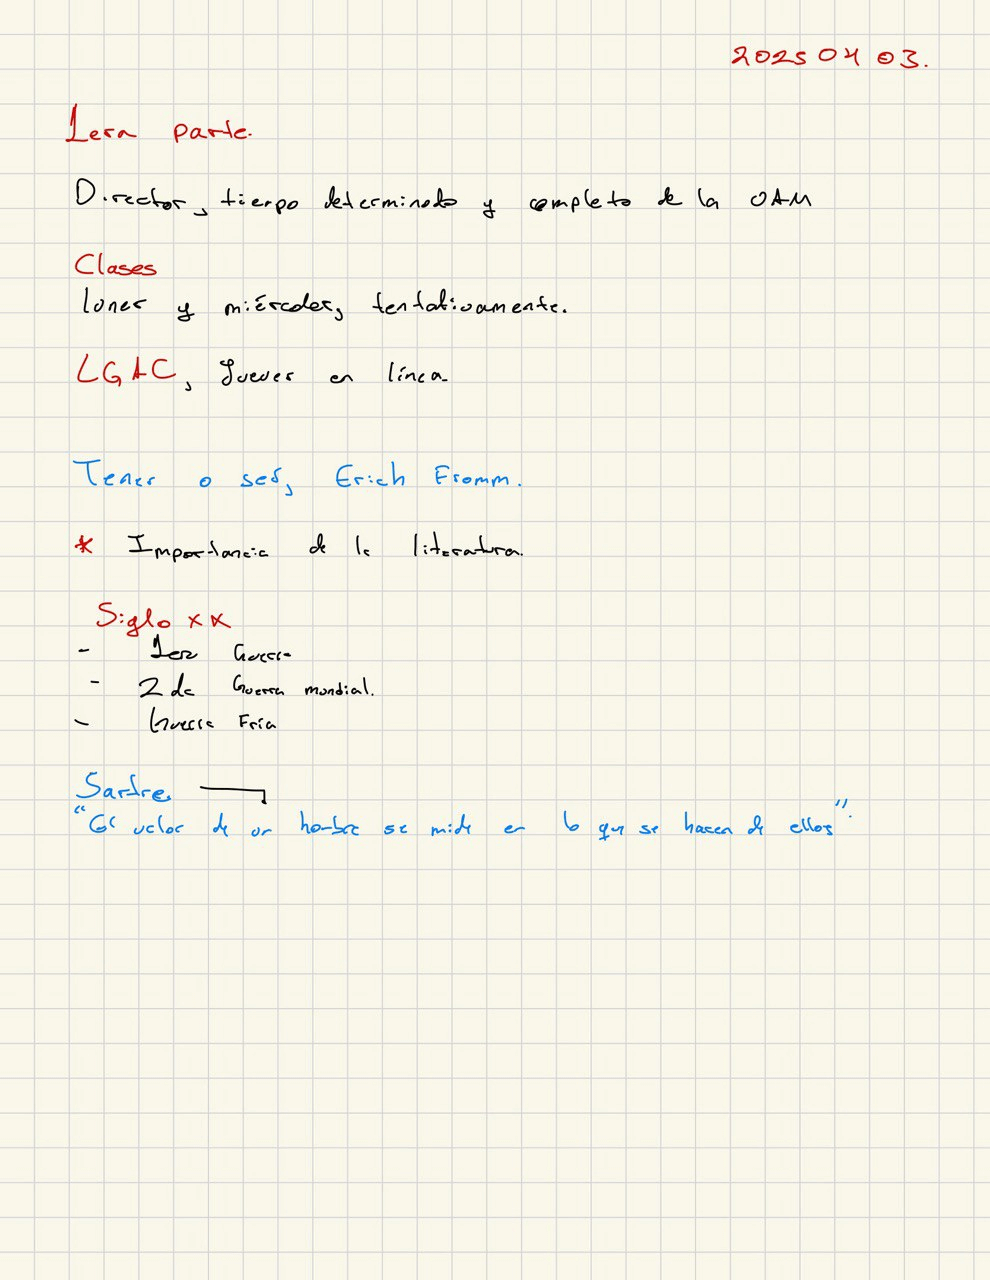 2025 04 03.
1era parte.
Director, tiempo determinado y completo de la OAM
Clases
lunes y miércoles, tentativamente.
LGAC, Jueves en línea.
Tener o ser, Erich Fromm.
* Importancia de la literatura.
Siglo XX
- 1era Guerra
- 2da Guerra mundial.
- Guerra Fría
Sartre
"El valor de un hombre se mide en lo que se hacen de ellos".